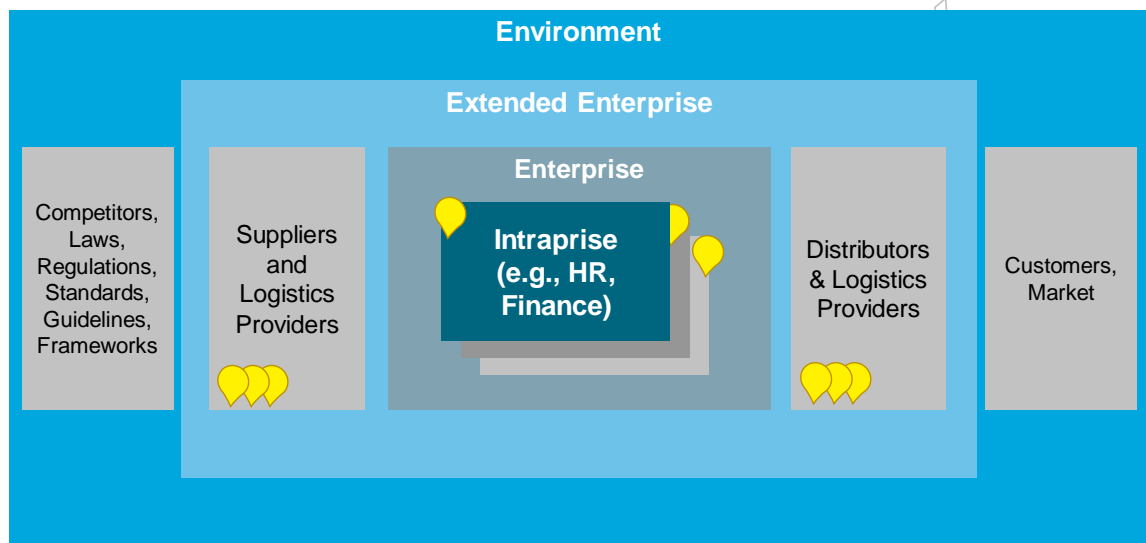 Environment
Extended Enterprise
Competitors,
Laws,
Regulations,
Standards,
Guidelines,
Frameworks
Suppliers
and
Logistics
Providers
Enterprise
Intraprise
(e.g., HR,
Finance)
Distributors
& Logistics
Providers
Customers,
Market